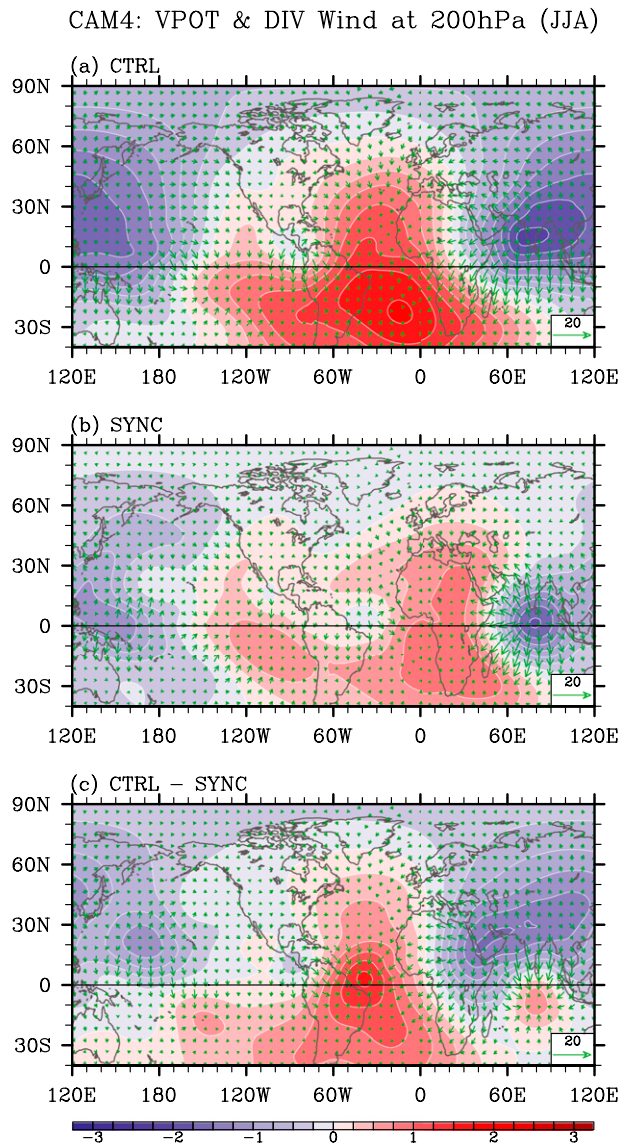 CAM4: VPOT & DIV Wind at 200hPa (JJA)
(a) CTRL
90N
60N
30N
0
30S
20
120E 180 120W 60W 0 60E 120E
(b) SYNC
90N
60N
30N
0
30S
20
120E 180 120W 60W 0 60E 120E
(c) CTRL − SYNC
90N
60N
30N
0
30S
20
120E 180 120W 60W 0 60E 120E
−3 −2 −1 0 1 2 3